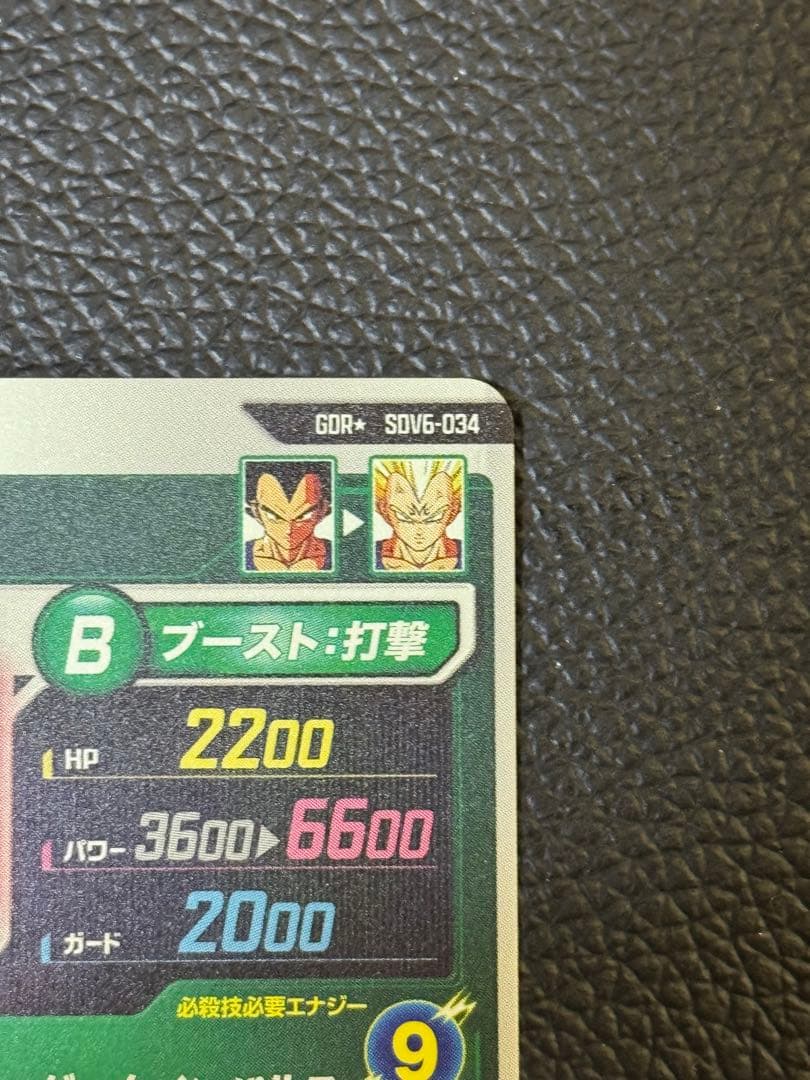 GDR★ SDV6-034
B ブースト:打撃
HP 2200
パワー 3600▶6600
ガード 2000
必殺技必要エナジー
9